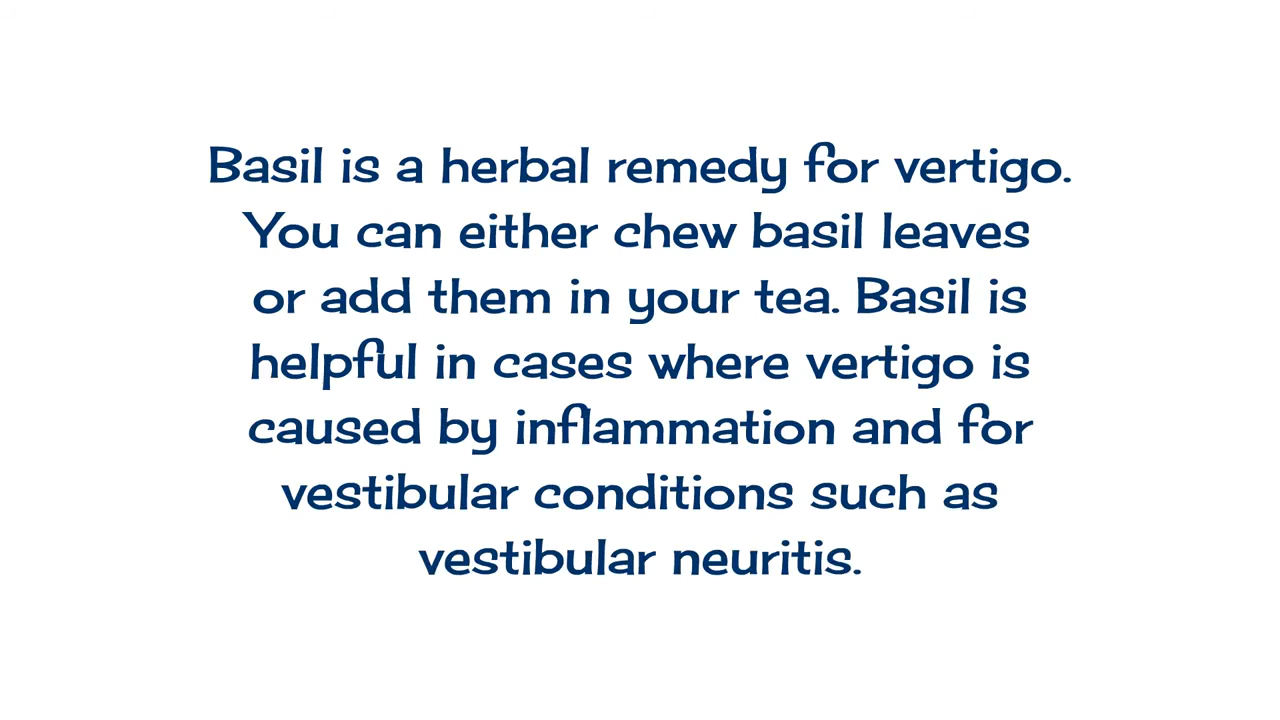 Basil is a herbal remedy for vertigo.
You can either chew basil leaves
or add them in your tea. Basil is
helpful in cases where vertigo is
caused by inflammation and for
vestibular conditions such as
vestibular neuritis.